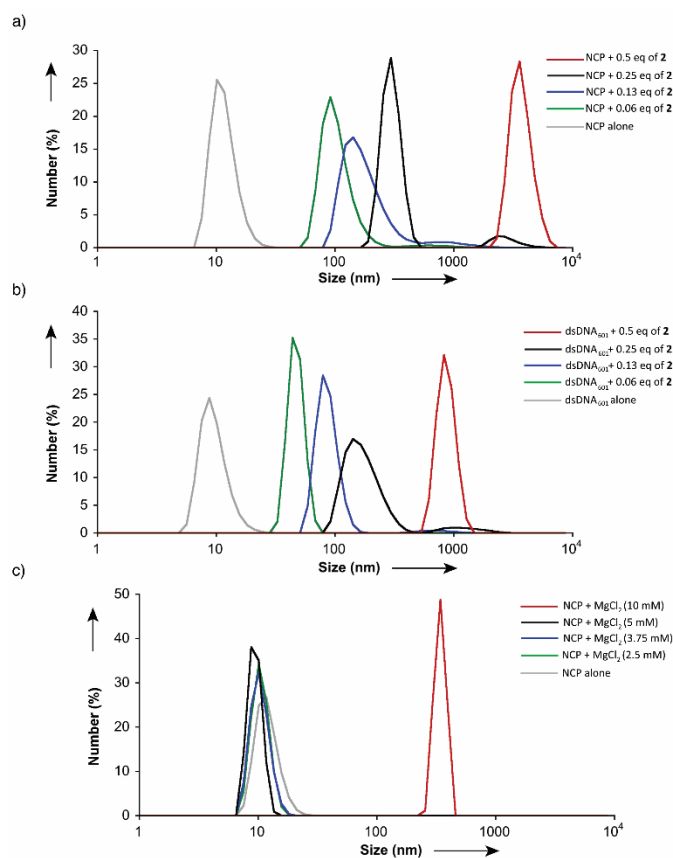 a)
30
25
20
15
10
5
0
Number (%)
NCP + 0.5 eq of 2
NCP + 0.25 eq of 2
NCP + 0.13 eq of 2
NCP + 0.06 eq of 2
NCP alone
1
10
100
1000
10⁴
Size (nm)
b)
40
35
30
25
20
15
10
5
0
Number (%)
dsDNA₆₀₁ + 0.5 eq of 2
dsDNA₆₀₁ + 0.25 eq of 2
dsDNA₆₀₁ + 0.13 eq of 2
dsDNA₆₀₁ + 0.06 eq of 2
dsDNA₆₀₁ alone
1
10
100
1000
10⁴
Size (nm)
c)
50
40
30
20
10
0
Number (%)
NCP + MgCl₂ (10 mM)
NCP + MgCl₂ (5 mM)
NCP + MgCl₂ (3.75 mM)
NCP + MgCl₂ (2.5 mM)
NCP alone
1
10
100
1000
10⁴
Size (nm)